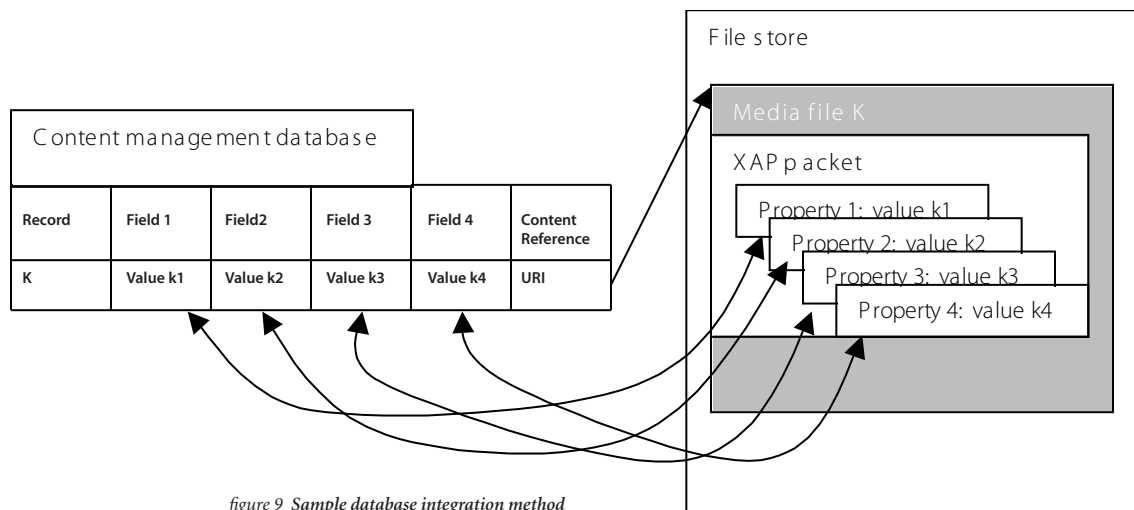 File store
Media file K
Content management database
XAP packet
Record Field 1 Field2 Field 3 Field 4 Content Reference
K Value k1 Value k2 Value k3 Value k4 URI
Property 1: value k1
Property 2: value k2
Property 3: value k3
Property 4: value k4
figure 9 Sample database integration method